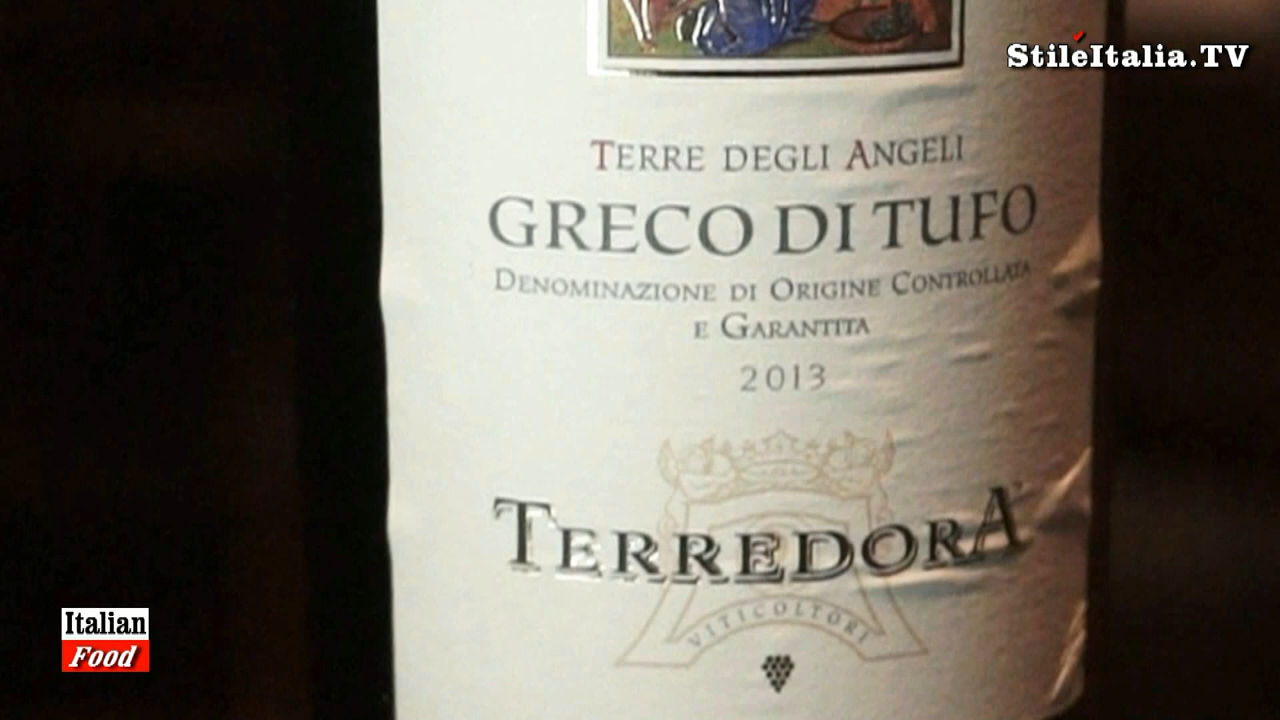 StileItalia.TV
TERRE DEGLI ANGELI
GRECO DI TUFO
DENOMINAZIONE DI ORIGINE CONTROLLATA
E GARANTITA
2013
TERREDORA
VITICOLTORI
Italian
Food